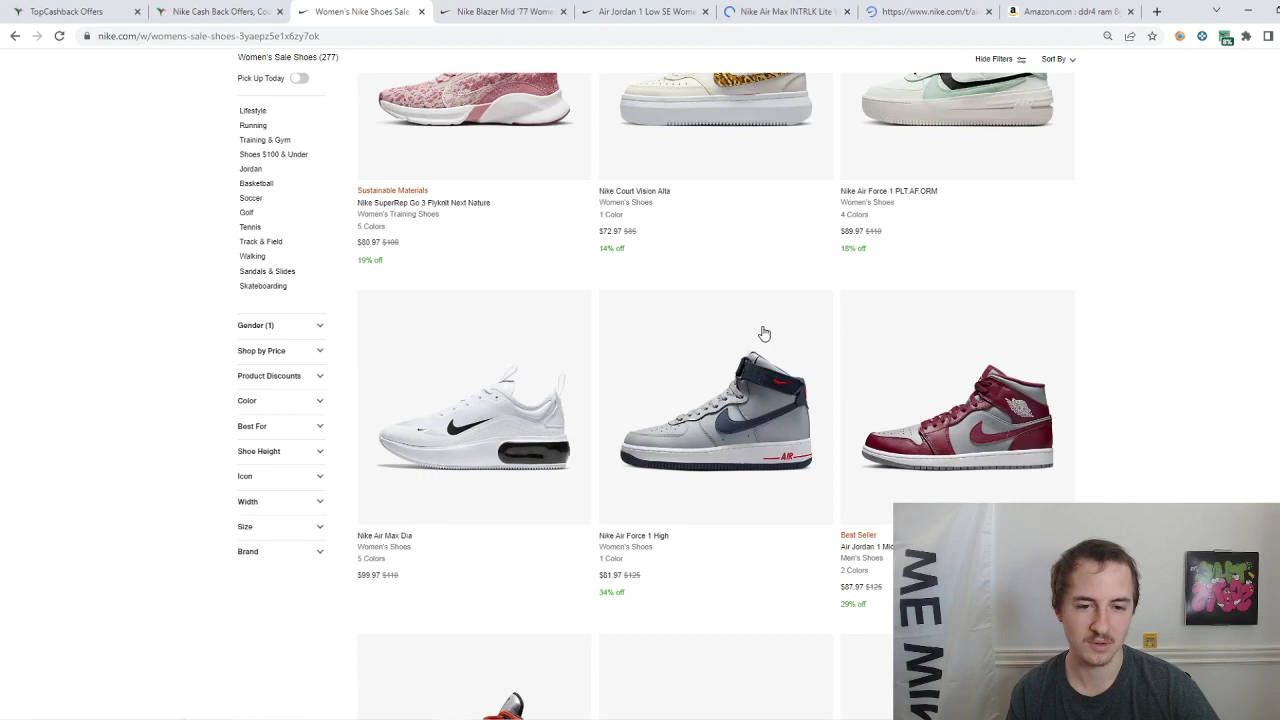 TopCashback Offers
Nike Cash Back Offers, Cou
Women's Nike Shoes Sale
Nike Blazer Mid '77 Wome
Air Jordan 1 Low SE Wome
Nike Air Max INTRLK Lite
https://www.nike.com/t/ai
Amazon.com : ddr4 ram 8g
nike.com/w/womens-sale-shoes-3yaepz5e1x6zy7ok
8%
Women's Sale Shoes (277)
Hide Filters
Sort By
Pick Up Today
Lifestyle
Running
Training & Gym
Shoes $100 & Under
Jordan
Basketball
Soccer
Golf
Tennis
Track & Field
Walking
Sandals & Slides
Skateboarding
Gender (1)
Shop by Price
Product Discounts
Color
Best For
Shoe Height
Icon
Width
Size
Brand
Sustainable Materials
Nike SuperRep Go 3 Flyknit Next Nature
Women's Training Shoes
5 Colors
$80.97 $100
19% off
Nike Court Vision Alta
Women's Shoes
1 Color
$72.97 $85
14% off
Nike Air Force 1 PLT.AF.ORM
Women's Shoes
4 Colors
$89.97 $110
18% off
Nike Air Max Dia
Women's Shoes
5 Colors
$99.97 $110
AIR
Nike Air Force 1 High
Women's Shoes
1 Color
$81.97 $125
34% off
Best Seller
Air Jordan 1 Mid
Men's Shoes
2 Colors
$87.97 $125
29% off
ME MIN
ME NIK